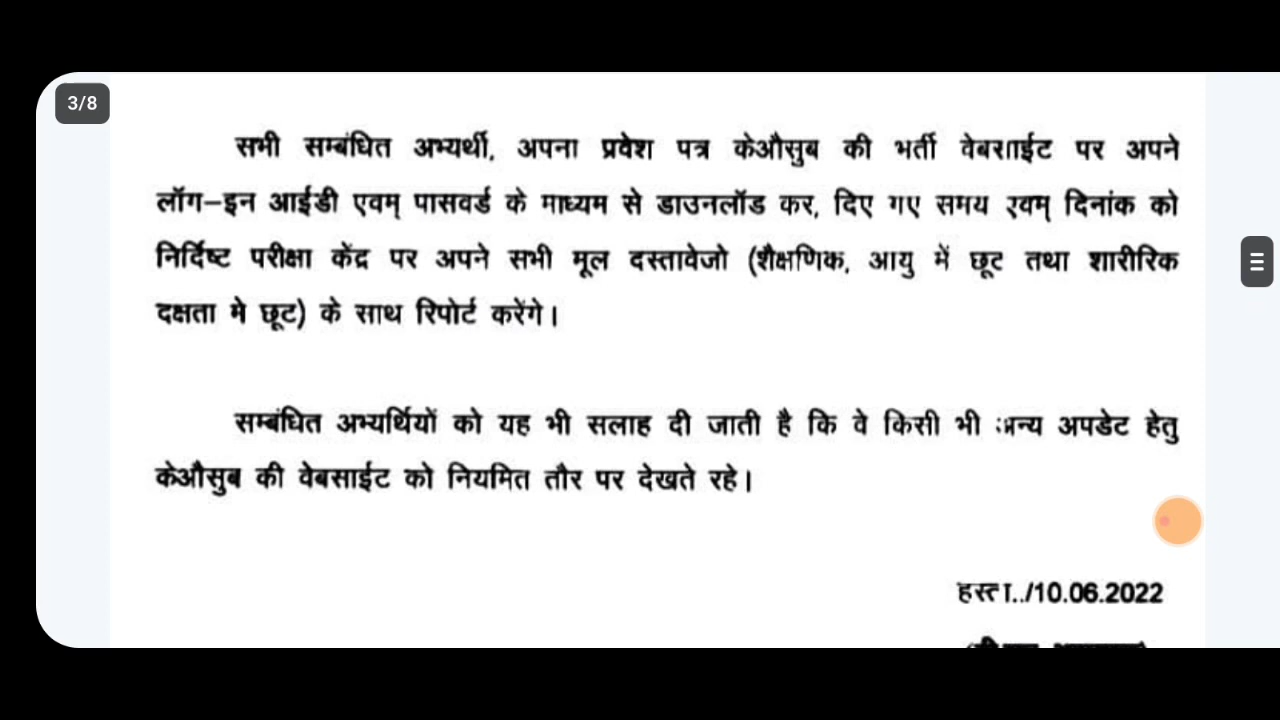 3/8
सभी सम्बंधित अभ्यर्थी, अपना प्रवेश पत्र केऔसुब की भर्ती वेबसाईट पर अपने
लॉग-इन आईडी एवम् पासवर्ड के माध्यम से डाउनलॉड कर, दिए गए समय एवम् दिनांक को
निर्दिष्ट परीक्षा केंद्र पर अपने सभी मूल दस्तावेजो (शैक्षणिक, आयु में छूट तथा शारीरिक
दक्षता मे छूट) के साथ रिपोर्ट करेंगे।
सम्बंधित अभ्यर्थियों को यह भी सलाह दी जाती है कि वे किसी भी अन्य अपडेट हेतु
केऔसुब की वेबसाईट को नियमित तौर पर देखते रहे।
हस्ता../10.06.2022